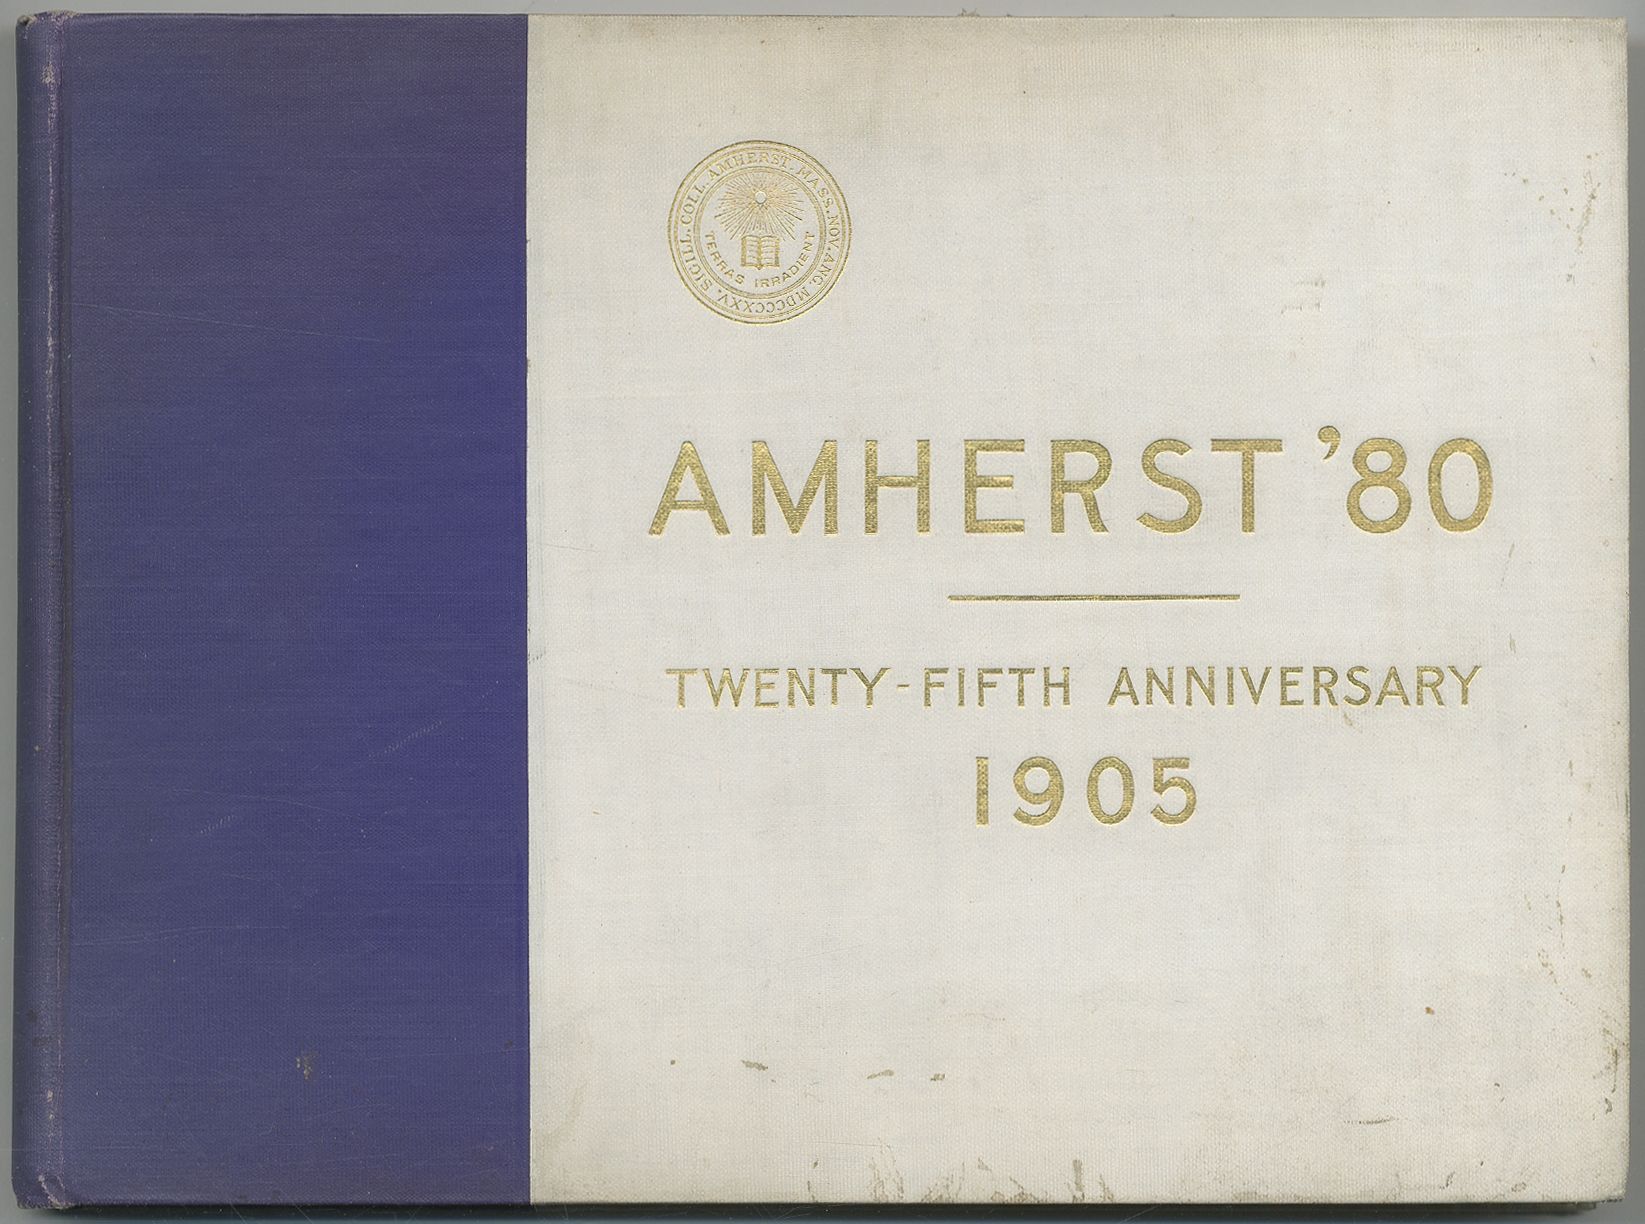 SIGILL. COLL. AMHERST. MASS. NOV. ANG. MDCCCXXV.
TERRAS IRRADIENT
AMHERST '80
TWENTY-FIFTH ANNIVERSARY
1905